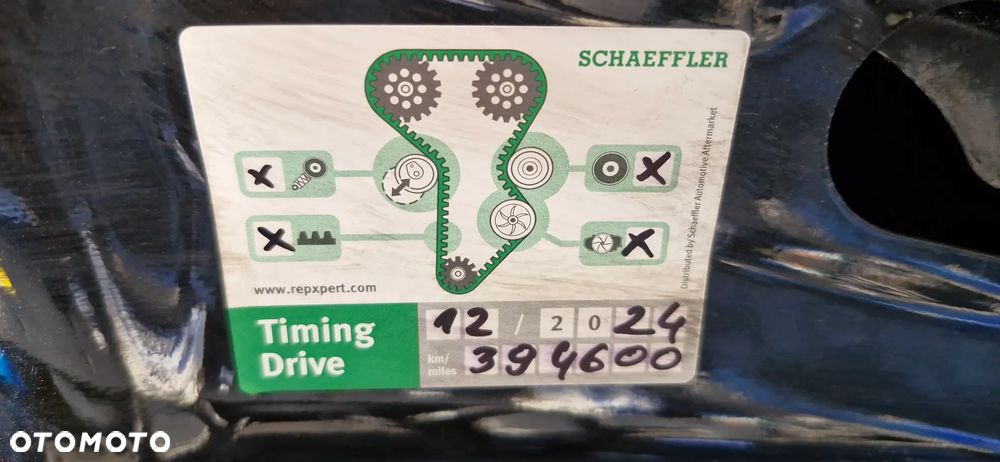 SCHAEFFLER
x
x
x
x
Distributed by Schaeffler Automotive Aftermarket
www.repxpert.com
Timing
Drive
12 / 2024
km/
miles
394600
OTOMOTO